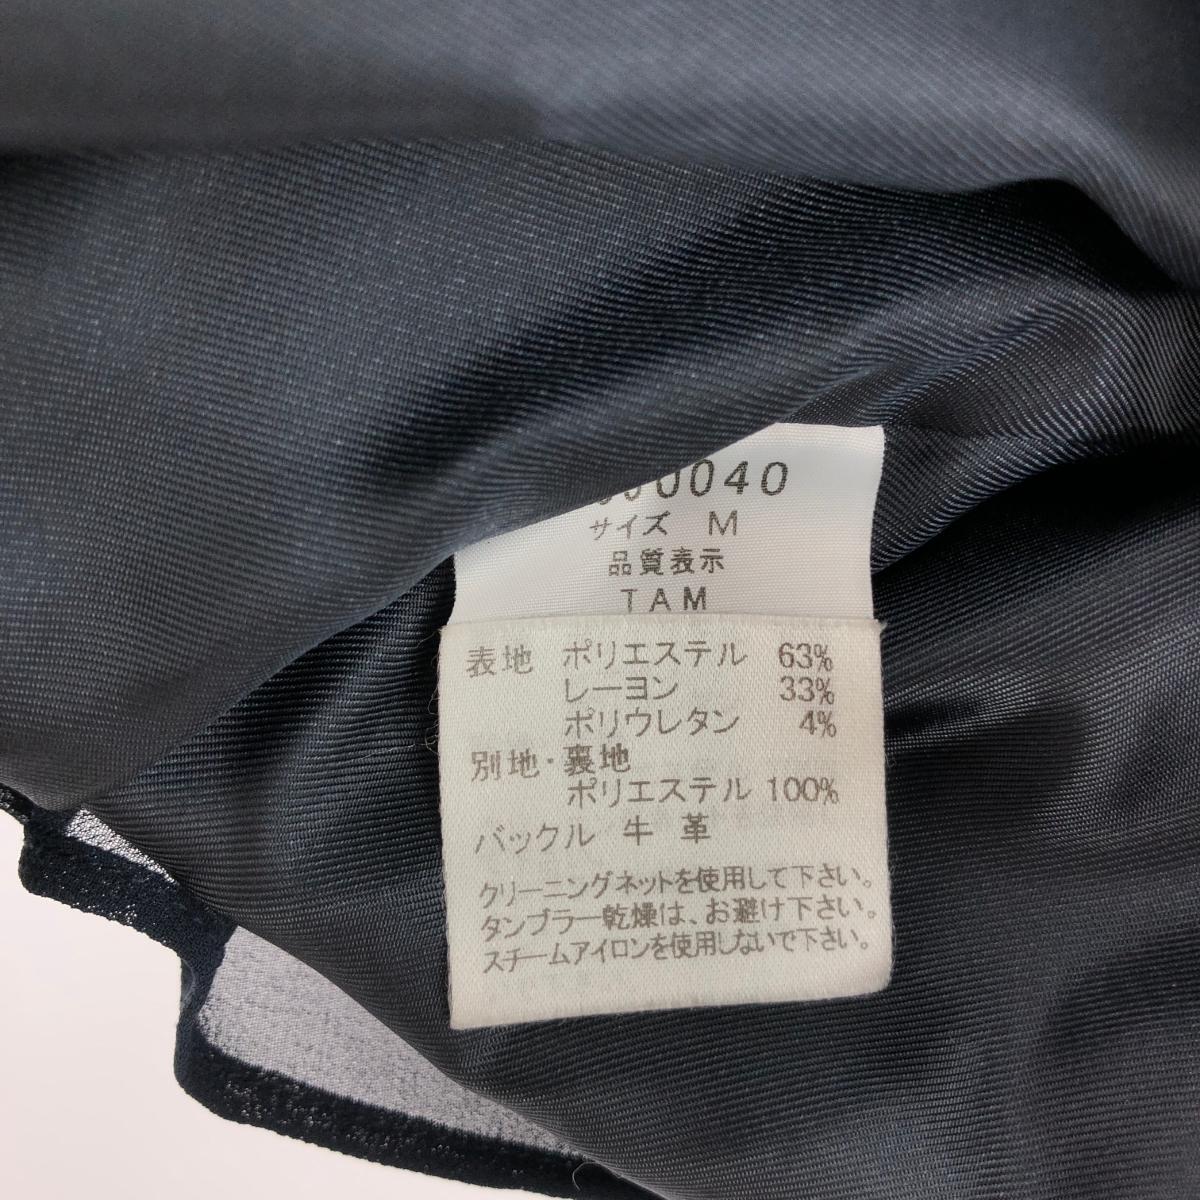 0040
サイズ M
品質表示
TAM
表地 ポリエステル 63%
レーヨン 33%
ポリウレタン 4%
別地・裏地
ポリエステル 100%
バックル 牛革
クリーニングネットを使用して下さい。
タンブラー乾燥は、お避け下さい。
スチームアイロンを使用しないで下さい。